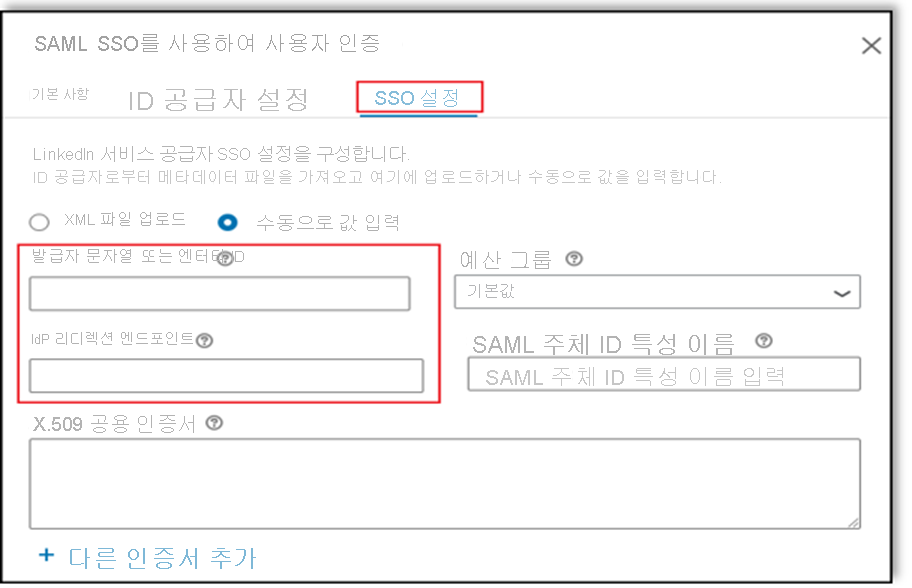 SAML SSO를 사용하여 사용자 인증
기본 사항 ID 공급자 설정 SSO 설정
LinkedIn 서비스 공급자 SSO 설정을 구성합니다.
ID 공급자로부터 메타데이터 파일을 가져오고 여기에 업로드하거나 수동으로 값을 입력합니다.
XML 파일 업로드 수동으로 값 입력
발급자 문자열 또는 엔터티 ID
예산 그룹
기본값
IdP 리디렉션 엔드포인트
SAML 주체 ID 특성 이름
SAML 주체 ID 특성 이름 입력
X.509 공용 인증서
+ 다른 인증서 추가